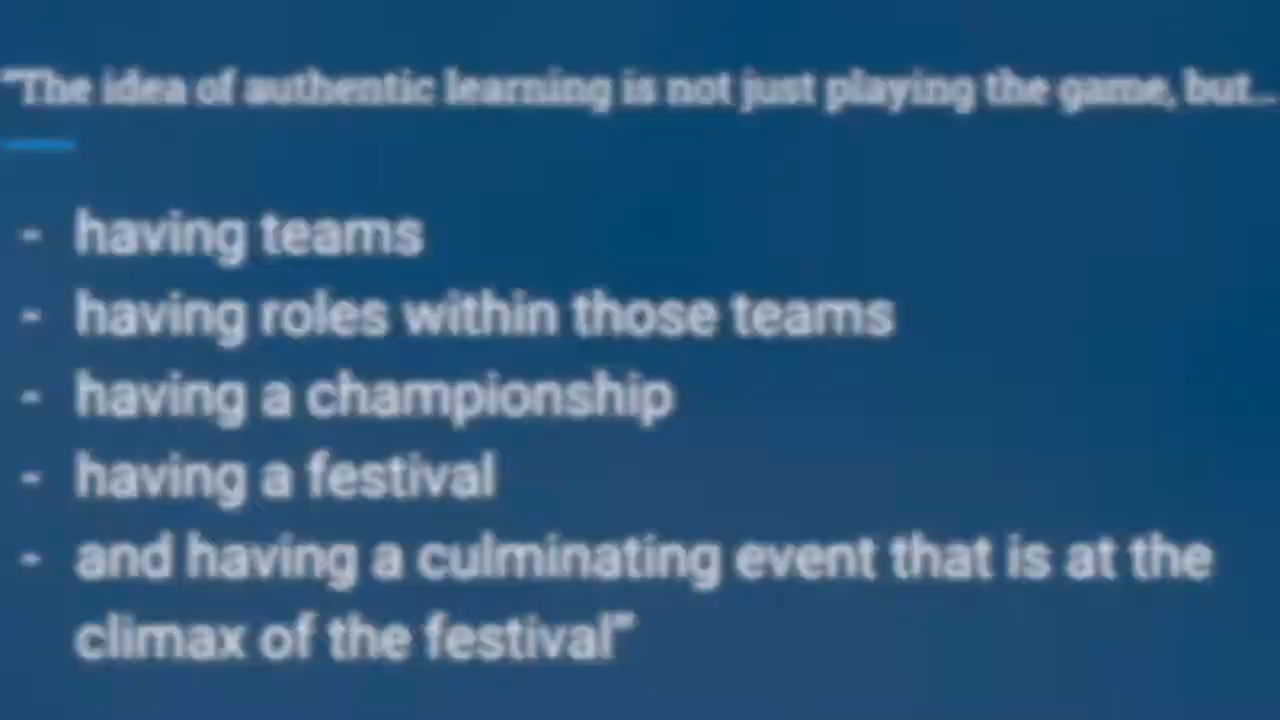 "The idea of authentic learning is not just playing the game, but...
- having teams
- having roles within those teams
- having a championship
- having a festival
- and having a culminating event that is at the
climax of the festival"